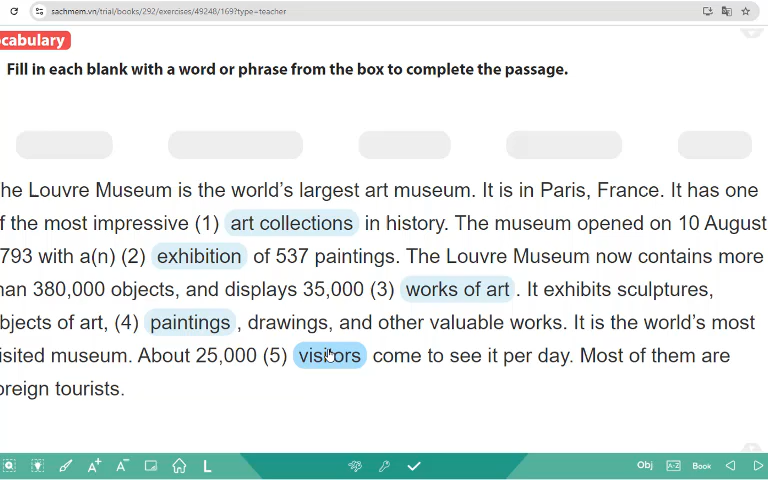 sachmem.vn/trial/books/292/exercises/49248/169?type=teacher
ocabulary
Fill in each blank with a word or phrase from the box to complete the passage.
he Louvre Museum is the world's largest art museum. It is in Paris, France. It has one
f the most impressive (1) art collections in history. The museum opened on 10 August
793 with a(n) (2) exhibition of 537 paintings. The Louvre Museum now contains more
han 380,000 objects, and displays 35,000 (3) works of art . It exhibits sculptures,
bjects of art, (4) paintings , drawings, and other valuable works. It is the world's most
isited museum. About 25,000 (5) visitors come to see it per day. Most of them are
oreign tourists.
A+ A- L Obj A-Z Book